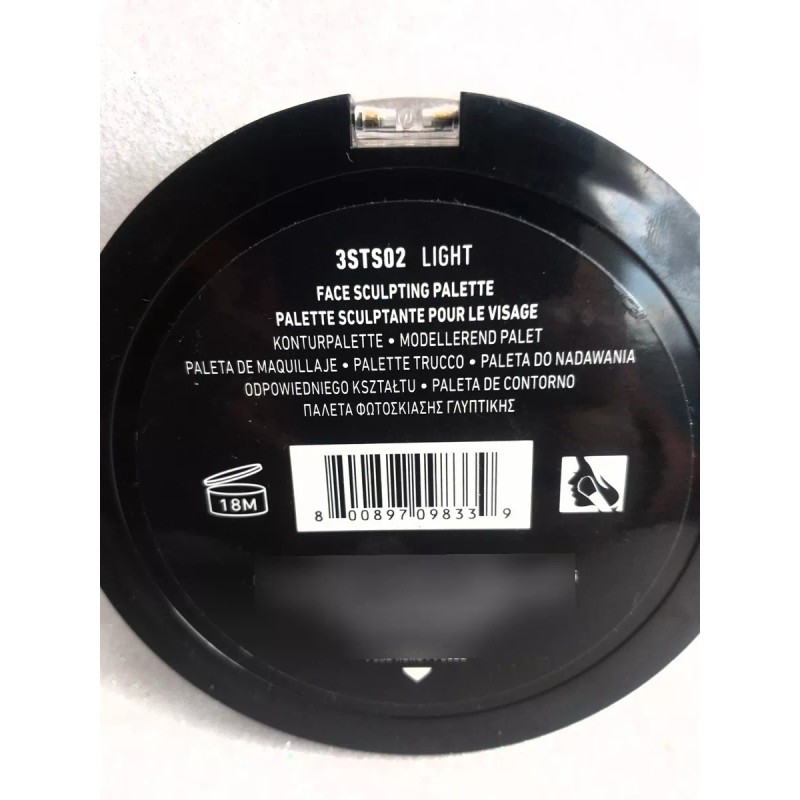 3STS02 LIGHT
FACE SCULPTING PALETTE
PALETTE SCULPTANTE POUR LE VISAGE
KONTURPALETTE • MODELLEREND PALET
PALETA DE MAQUILLAJE • PALETTE TRUCCO • PALETA DO NADAWANIA
ODPOWIEDNIEGO KSZTAŁTU • PALETA DE CONTORNO
ΠΑΛΕΤΑ ΦΩΤΟΣΚΙΑΣΗΣ ΓΛΥΠΤΙΚΗΣ
18M
8 00897 09833 9